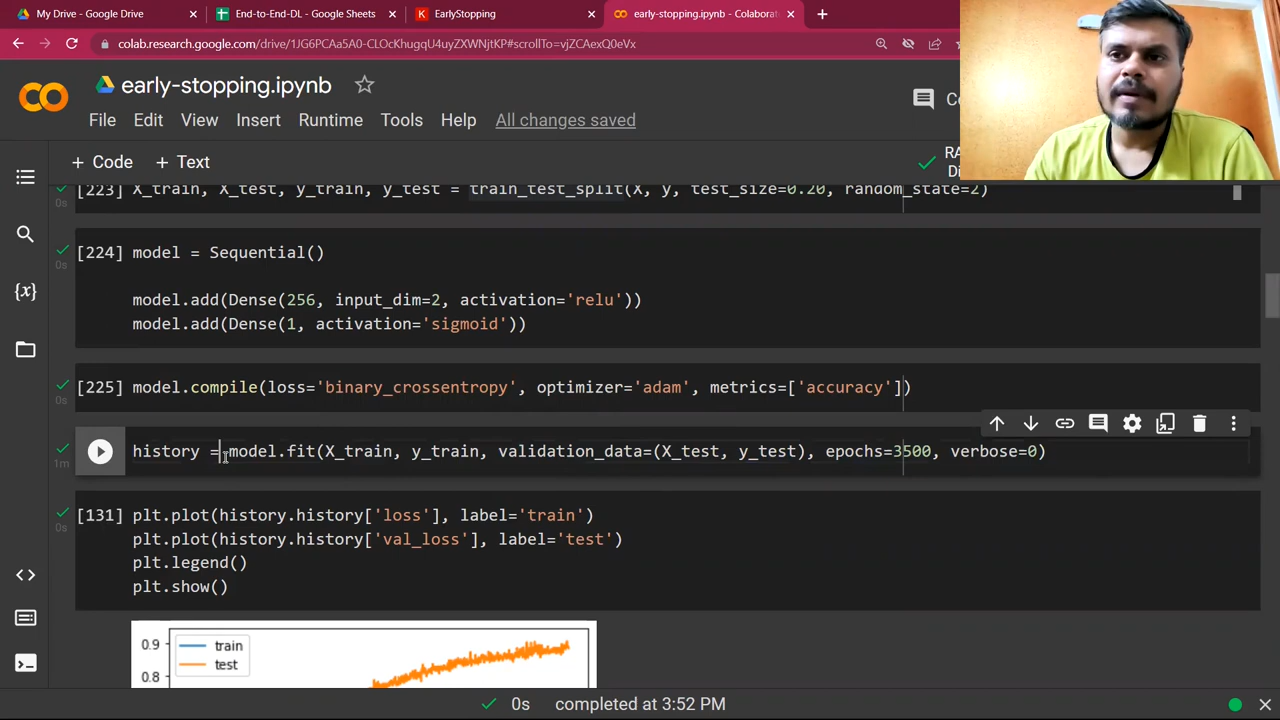 My Drive - Google Drive
End-to-End-DL - Google Sheets
EarlyStopping
early-stopping.ipynb - Colaborat
colab.research.google.com/drive/1JG6PCAa5A0-CLOcKhugqU4uyZXWNjtKP#scrollTo=vjZCAexQ0eVx
early-stopping.ipynb
File Edit View Insert Runtime Tools Help All changes saved
+ Code + Text
[223] X_train, X_test, y_train, y_test = train_test_split(X, y, test_size=0.20, random_state=2)
0s
[224] model = Sequential()
0s
model.add(Dense(256, input_dim=2, activation='relu'))
model.add(Dense(1, activation='sigmoid'))
[225] model.compile(loss='binary_crossentropy', optimizer='adam', metrics=['accuracy'])
0s
history = model.fit(X_train, y_train, validation_data=(X_test, y_test), epochs=3500, verbose=0)
1m
[131] plt.plot(history.history['loss'], label='train')
0s
plt.plot(history.history['val_loss'], label='test')
plt.legend()
plt.show()
0.9
train
test
0.8
0s completed at 3:52 PM